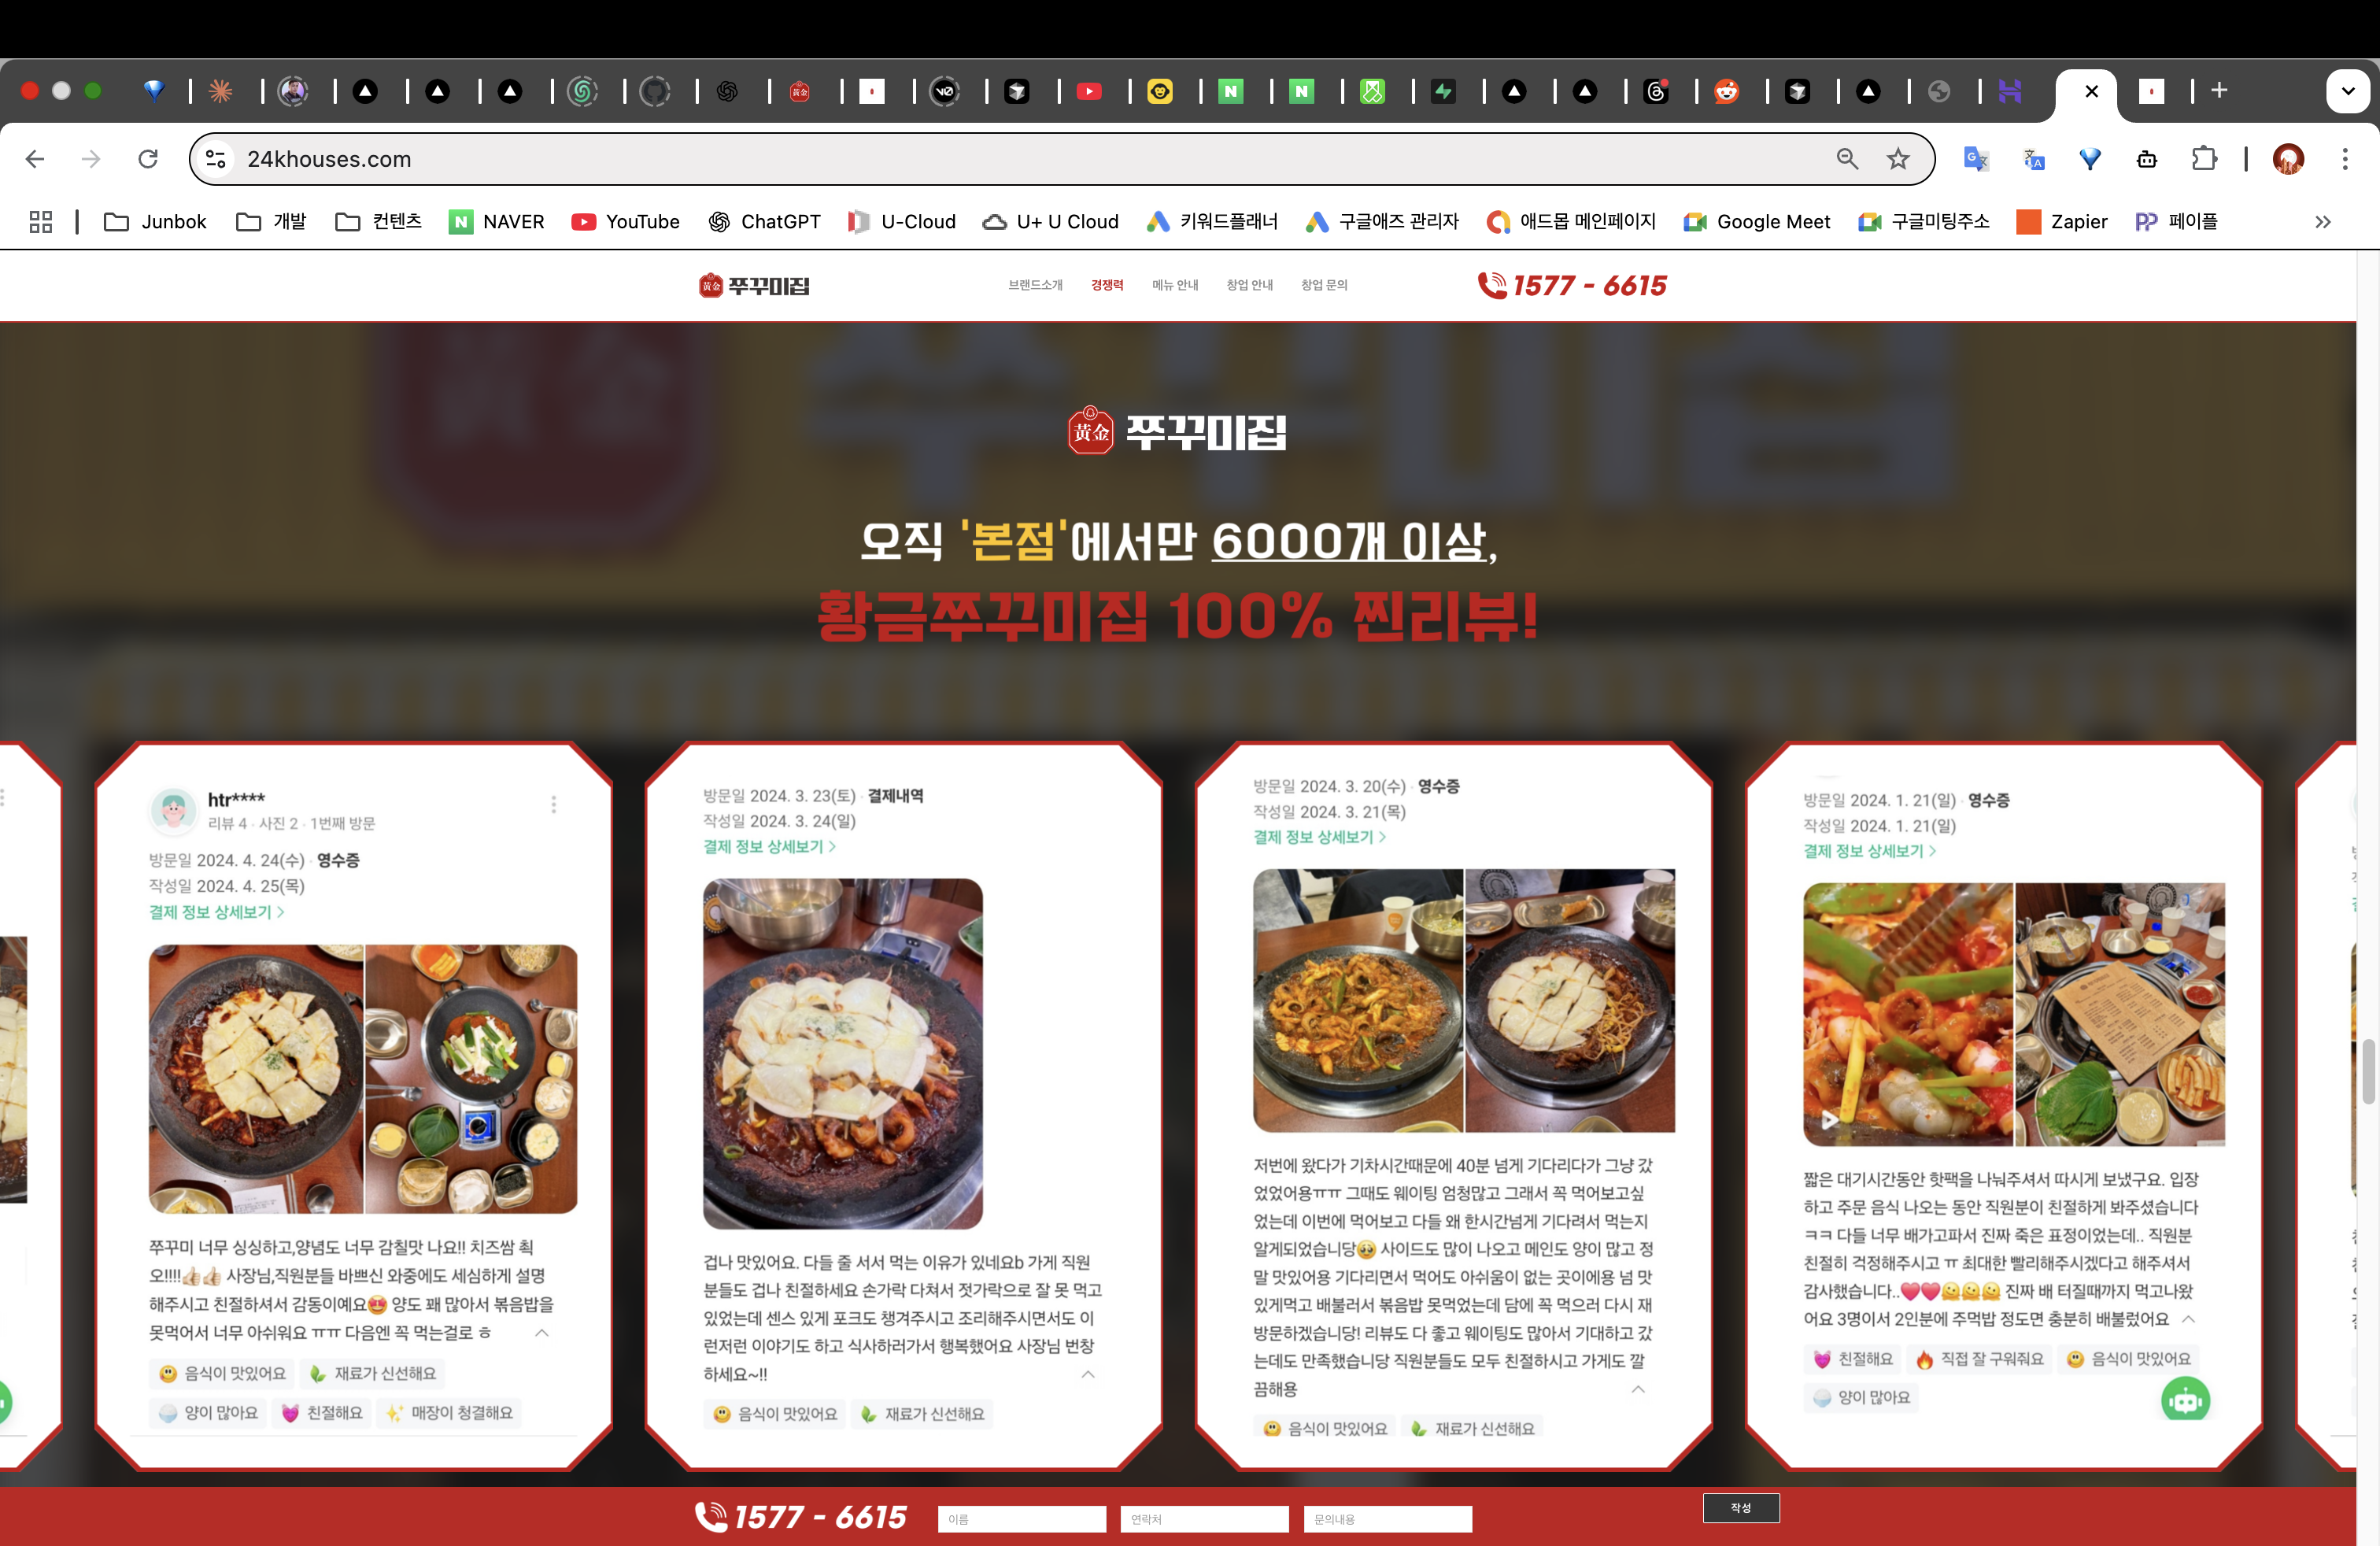 24khouses.com
Junbok
개발
컨텐츠
NAVER
YouTube
ChatGPT
U-Cloud
U+ U Cloud
키워드플래너
구글애즈 관리자
애드몹 메인페이지
Google Meet
구글미팅주소
Zapier
페이플
黃金 쭈꾸미집
브랜드소개
경쟁력
메뉴 안내
창업 안내
창업 문의
1577 - 6615
黃金 쭈꾸미집
오직 '본점'에서만 6000개 이상,
황금쭈꾸미집 100% 찐리뷰!
htr****
리뷰 4 · 사진 2 · 1번째 방문
방문일 2024. 4. 24(수) · 영수증
작성일 2024. 4. 25(목)
결제 정보 상세보기 >
쭈꾸미 너무 싱싱하고,양념도 너무 감칠맛 나요!! 치즈쌈 최
오!!!!👍🏻👍🏻 사장님,직원분들 바쁘신 와중에도 세심하게 설명
해주시고 친절하셔서 감동이예요🤩 양도 꽤 많아서 볶음밥을
못먹어서 너무 아쉬워요 ㅠㅠ 다음엔 꼭 먹는걸로 ㅎ
음식이 맛있어요
재료가 신선해요
양이 많아요
친절해요
매장이 청결해요
방문일 2024. 3. 23(토) · 결제내역
작성일 2024. 3. 24(일)
결제 정보 상세보기 >
겁나 맛있어요. 다들 줄 서서 먹는 이유가 있네요b 가게 직원
분들도 겁나 친절하세요 손가락 다쳐서 젓가락으로 잘 못 먹고
있었는데 센스 있게 포크도 챙겨주시고 조리해주시면서도 이
런저런 이야기도 하고 식사하러가서 행복했어요 사장님 번창
하세요~!!
음식이 맛있어요
재료가 신선해요
방문일 2024. 3. 20(수) · 영수증
작성일 2024. 3. 21(목)
결제 정보 상세보기 >
저번에 왔다가 기차시간때문에 40분 넘게 기다리다가 그냥 갔
었었어용ㅠㅠ 그때도 웨이팅 엄청많고 그래서 꼭 먹어보고싶
었는데 이번에 먹어보고 다들 왜 한시간넘게 기다려서 먹는지
알게되었습니당🥹 사이드도 많이 나오고 메인도 양이 많고 정
말 맛있어용 기다리면서 먹어도 아쉬움이 없는 곳이에용 넘 맛
있게먹고 배불러서 볶음밥 못먹었는데 담에 꼭 먹으러 다시 재
방문하겠습니당! 리뷰도 다 좋고 웨이팅도 많아서 기대하고 갔
는데도 만족했습니당 직원분들도 모두 친절하시고 가게도 깔
끔해용
음식이 맛있어요
재료가 신선해요
방문일 2024. 1. 21(일) · 영수증
작성일 2024. 1. 21(일)
결제 정보 상세보기 >
짧은 대기시간동안 핫팩을 나눠주셔서 따시게 보냈구요. 입장
하고 주문 음식 나오는 동안 직원분이 친절하게 봐주셨습니다
ㅋㅋ 다들 너무 배가고파서 진짜 죽은 표정이었는데.. 직원분
친절히 걱정해주시고 ㅠ 최대한 빨리해주시겠다고 해주셔서
감사했습니다..❤️❤️🫠🫠🫠 진짜 배 터질때까지 먹고나왔
어요 3명이서 2인분에 주먹밥 정도면 충분히 배불렀어요
친절해요
직접 잘 구워줘요
음식이 맛있어요
양이 많아요
1577 - 6615
이름
연락처
문의내용
작성